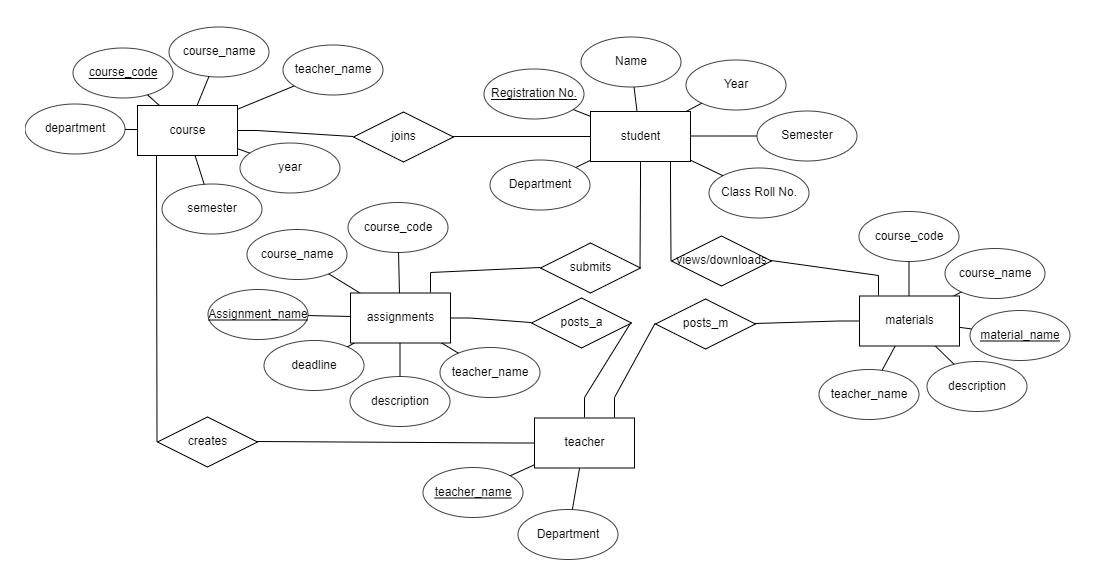 course_name
course_code
teacher_name
department
course
year
semester
joins
Name
Registration No.
Year
student
Semester
Department
Class Roll No.
course_code
course_name
Assignment_name
assignments
deadline
description
teacher_name
submits
views/downloads
posts_a
posts_m
course_code
course_name
materials
material_name
teacher_name
description
creates
teacher
teacher_name
Department